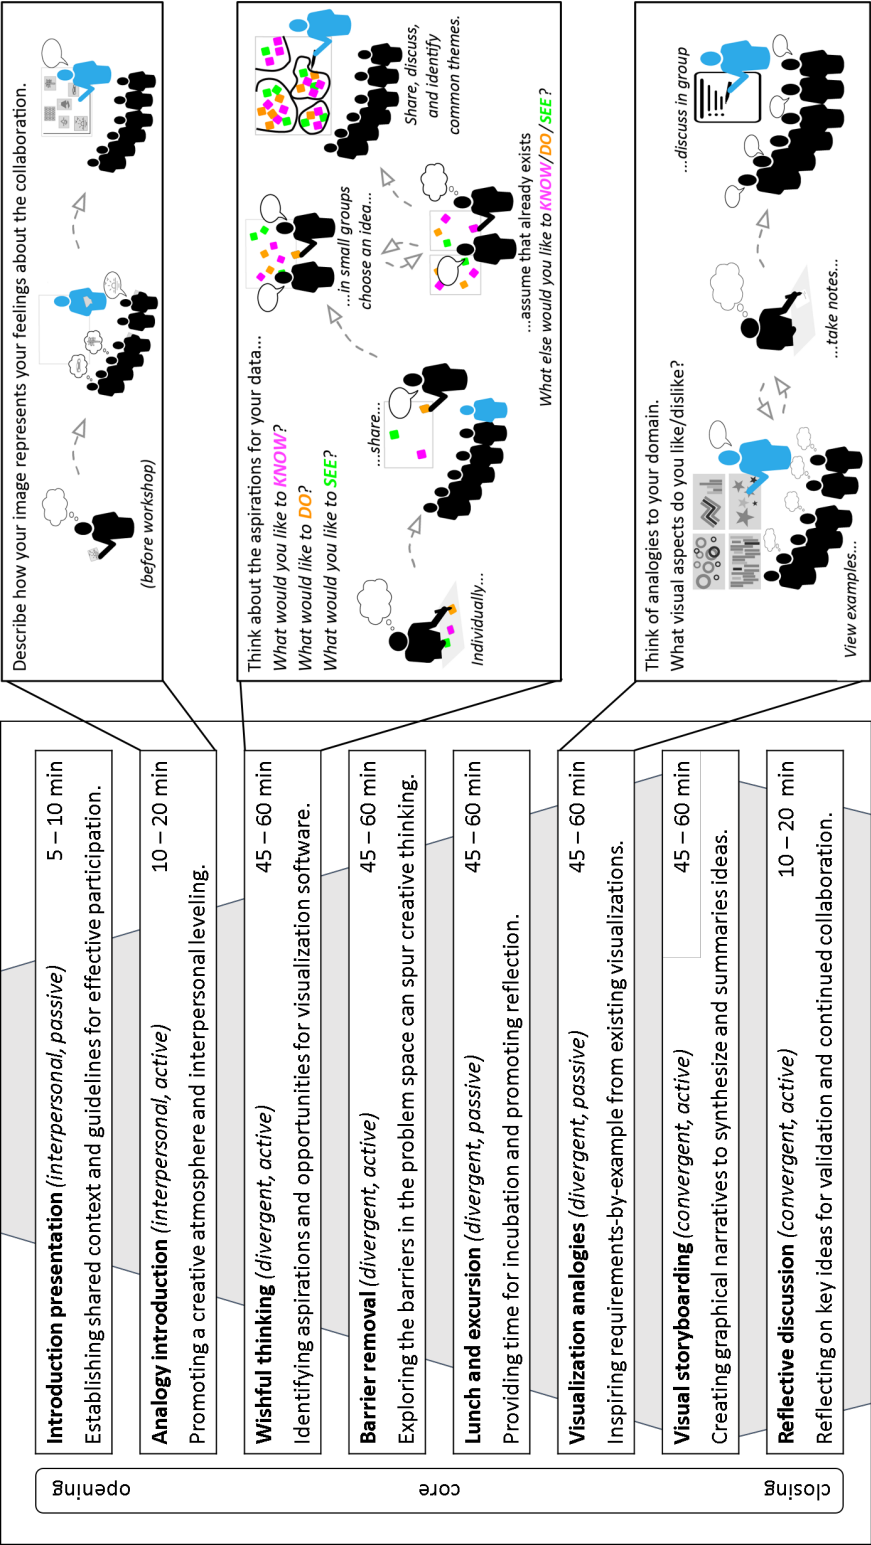 opening
core
closing
Introduction presentation (interpersonal, passive) 5 – 10 min
Establishing shared context and guidelines for effective participation.
Analogy introduction (interpersonal, active) 10 – 20 min
Promoting a creative atmosphere and interpersonal leveling.
Wishful thinking (divergent, active) 45 – 60 min
Identifying aspirations and opportunities for visualization software.
Barrier removal (divergent, active) 45 – 60 min
Exploring the barriers in the problem space can spur creative thinking.
Lunch and excursion (divergent, passive) 45 – 60 min
Providing time for incubation and promoting reflection.
Visualization analogies (divergent, passive) 45 – 60 min
Inspiring requirements-by-example from existing visualizations.
Visual storyboarding (convergent, active) 45 – 60 min
Creating graphical narratives to synthesize and summaries ideas.
Reflective discussion (convergent, active) 10 – 20 min
Reflecting on key ideas for validation and continued collaboration.
Describe how your image represents your feelings about the collaboration.
(before workshop)
Think about the aspirations for your data...
What would you like to KNOW?
What would like to DO?
What would you like to SEE?
Individually...
...share...
...in small groups
choose an idea...
...assume that already exists
What else would you like to KNOW/DO/SEE?
Share, discuss,
and identify
common themes.
Think of analogies to your domain.
What visual aspects do you like/dislike?
View examples...
...take notes...
...discuss in group